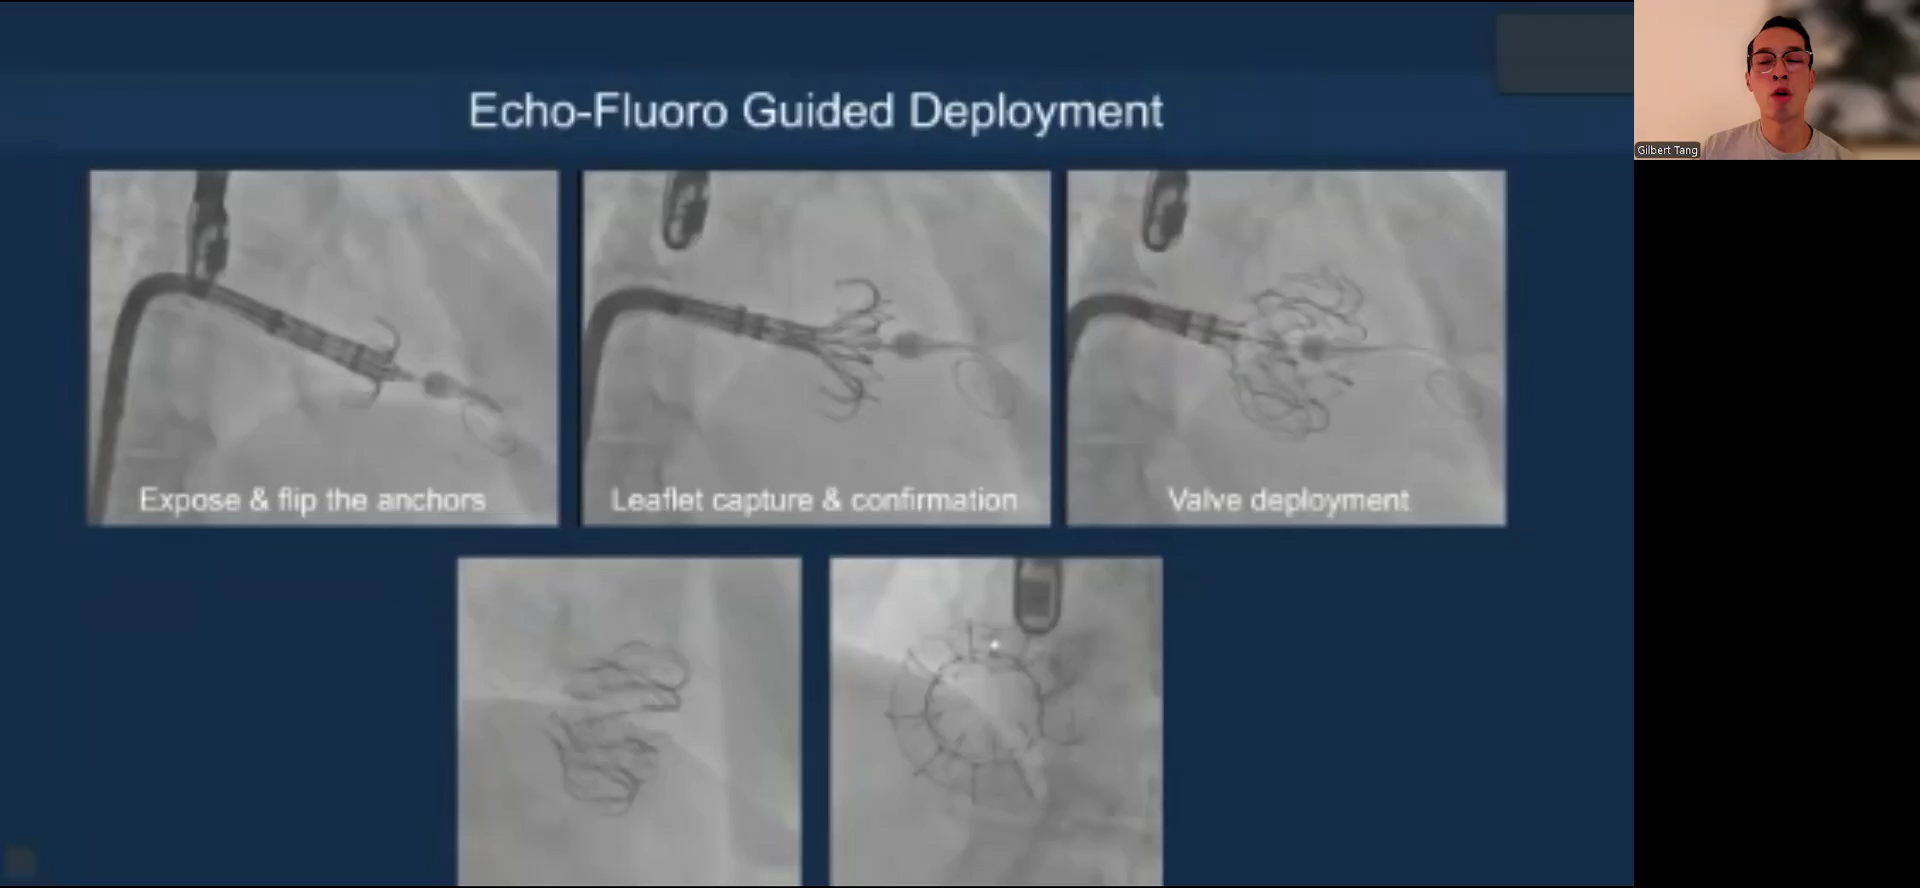 Echo-Fluoro Guided Deployment
Expose & flip the anchors
Leaflet capture & confirmation
Valve deployment
Gilbert Tang